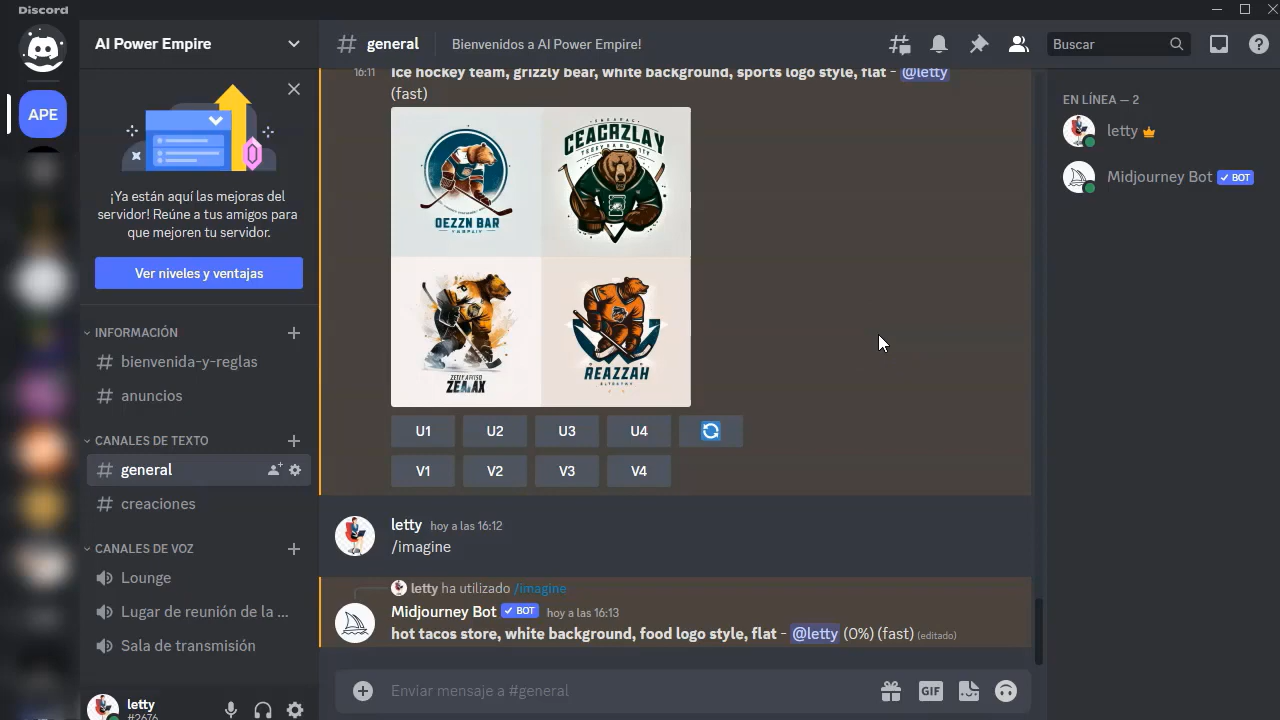 Discord
AI Power Empire
general
Bienvenidos a AI Power Empire!
Buscar
APE
¡Ya están aquí las mejoras del
servidor! Reúne a tus amigos para
que mejoren tu servidor.
Ver niveles y ventajas
INFORMACIÓN
bienvenida-y-reglas
anuncios
CANALES DE TEXTO
general
creaciones
CANALES DE VOZ
Lounge
Lugar de reunión de la ...
Sala de transmisión
letty
#2676
16:11 Ice hockey team, grizzly bear, white background, sports logo style, flat - @letty
(fast)
OEZZN BAR
CEAGRZLAY
ZEMAX
REAZZAH
U1 U2 U3 U4
V1 V2 V3 V4
letty hoy a las 16:12
/imagine
letty ha utilizado /imagine
Midjourney Bot ✓ BOT hoy a las 16:13
hot tacos store, white background, food logo style, flat - @letty (0%) (fast) (editado)
Enviar mensaje a #general
GIF
EN LÍNEA — 2
letty
Midjourney Bot ✓ BOT